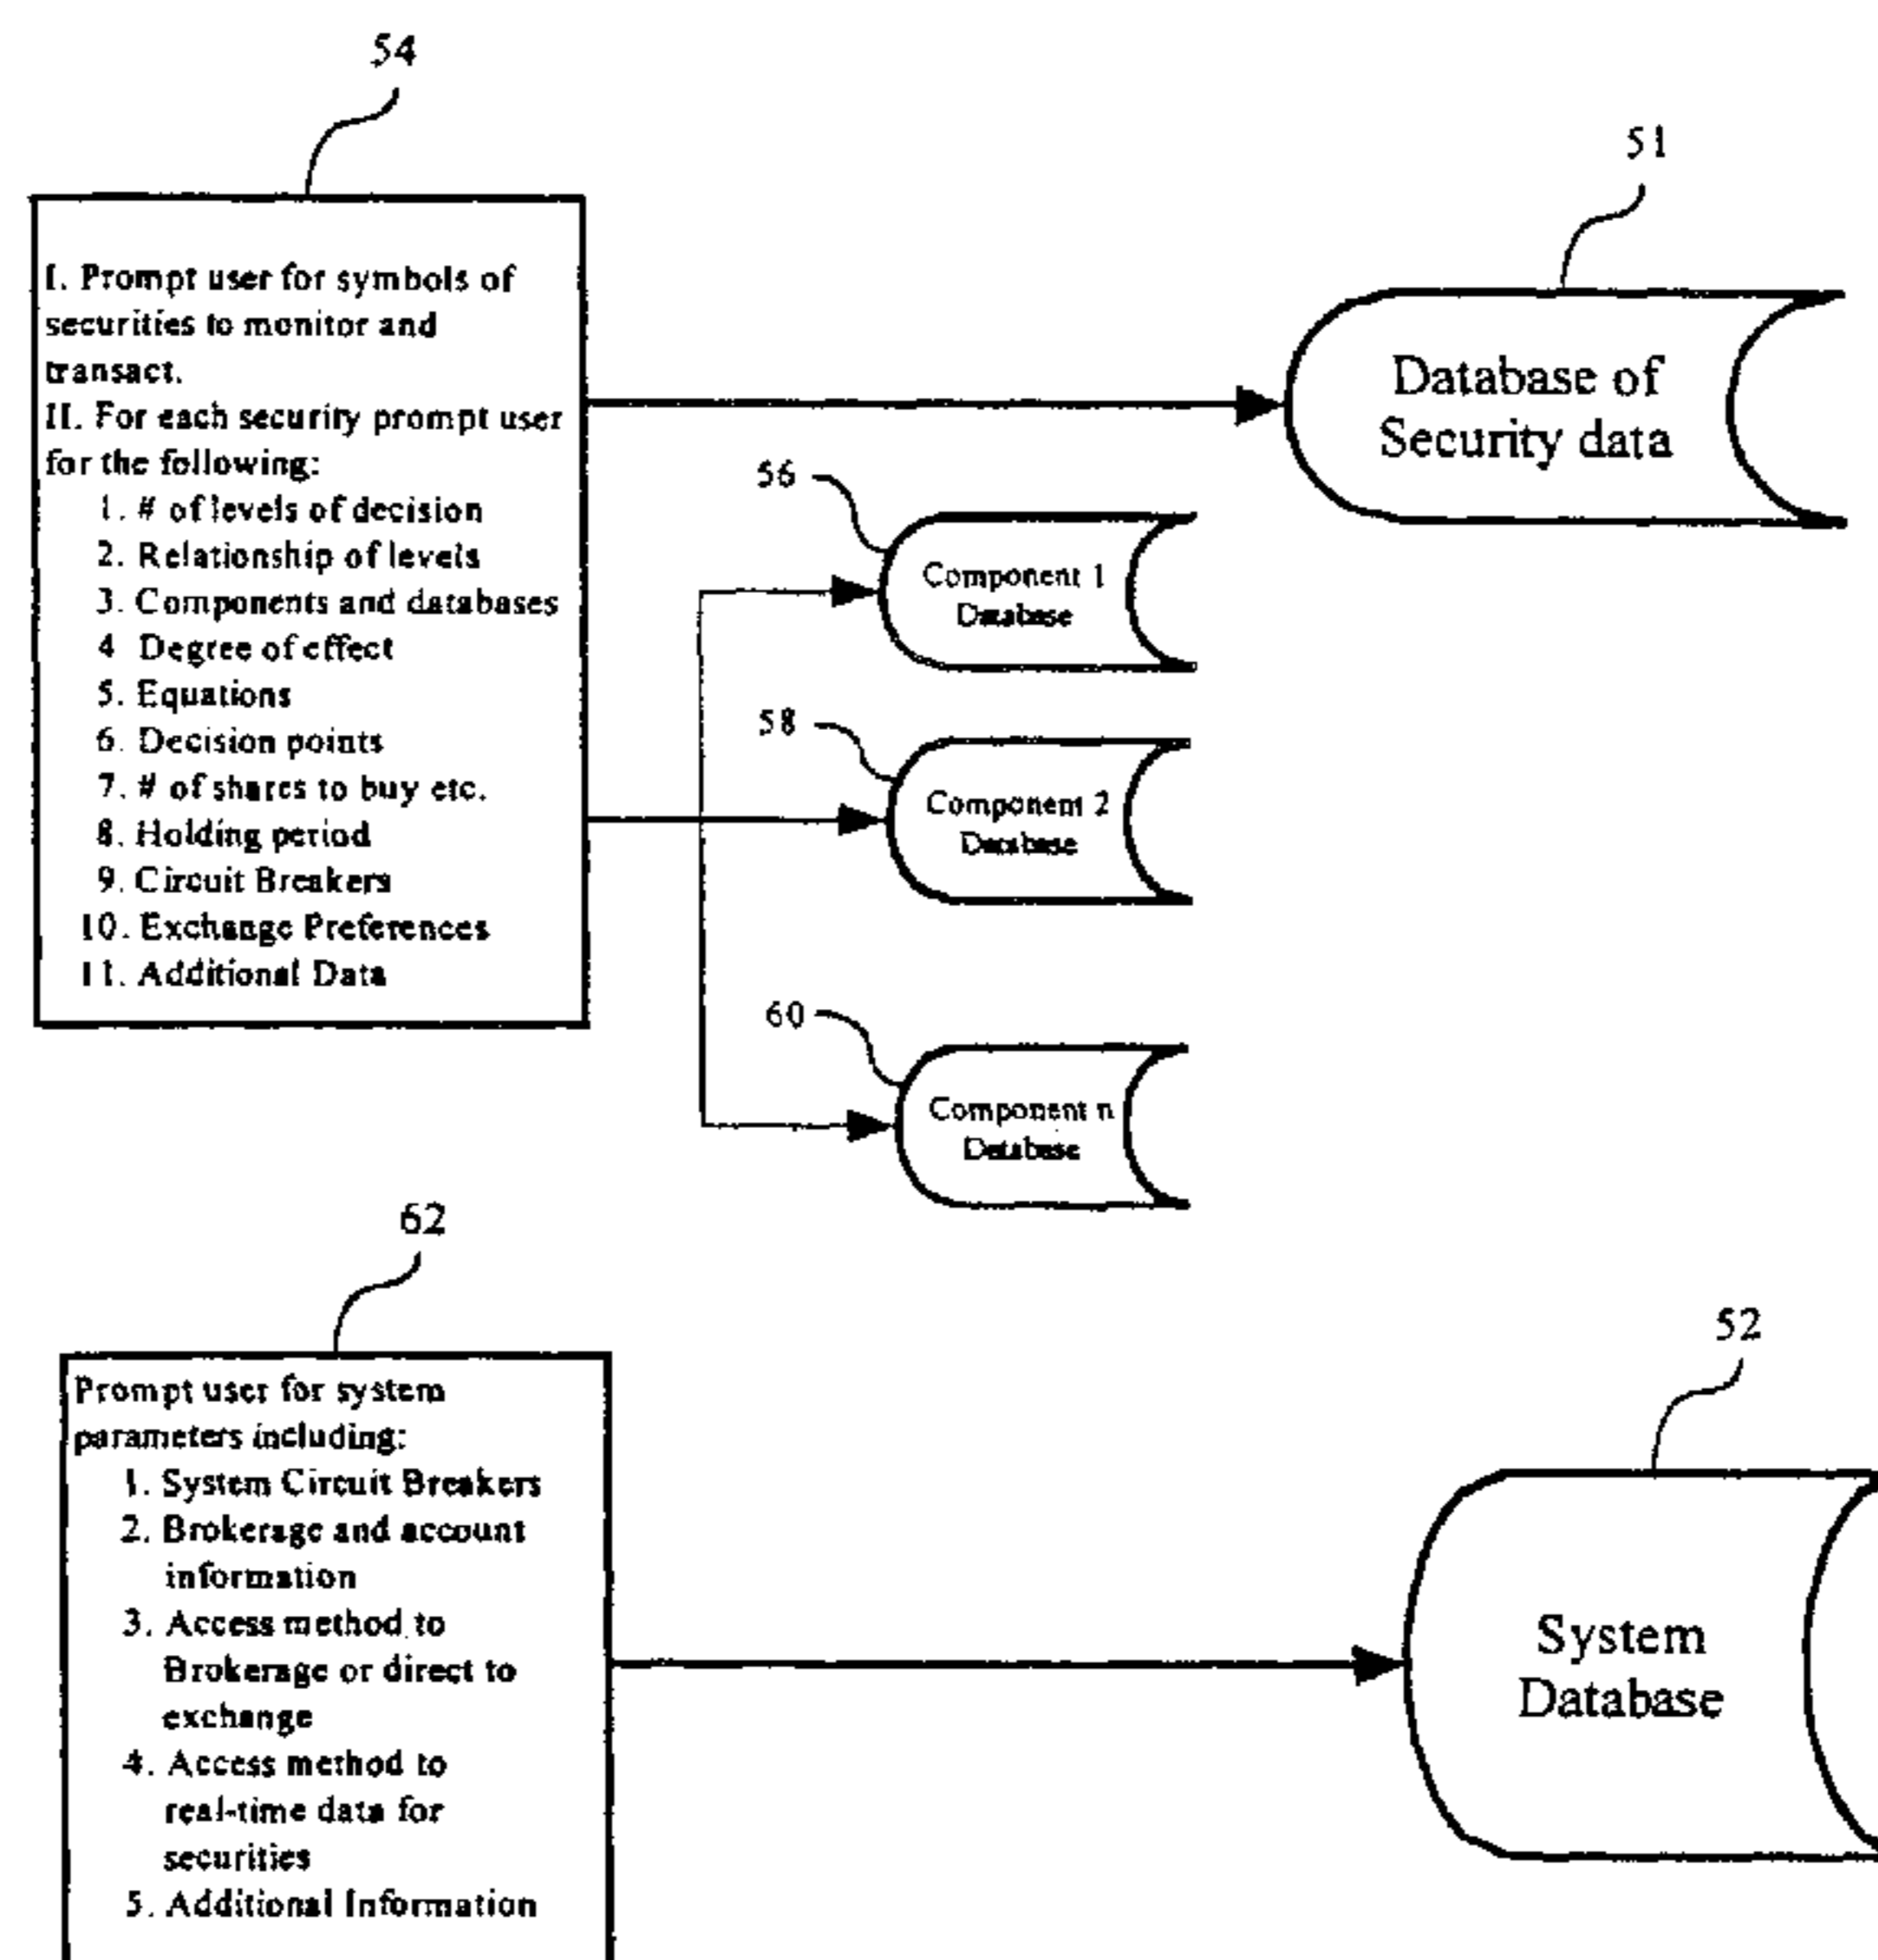 54
I. Prompt user for symbols of
securities to monitor and
transact.
II. For each security prompt user
for the following:
1. # of levels of decision
2. Relationship of levels
3. Components and databases
4 Degree of effect
5. Equations
6. Decision points
7. # of shares to buy etc.
8. Holding period
9. Circuit Breakers
10. Exchange Preferences
11. Additional Data
51
Database of
Security data
56
Component 1
Database
58
Component 2
Database
60
Component n
Database
62
Prompt user for system
parameters including:
1. System Circuit Breakers
2. Brokerage and account
information
3. Access method to
Brokerage or direct to
exchange
4. Access method to
real-time data for
securities
5. Additional Information
52
System
Database